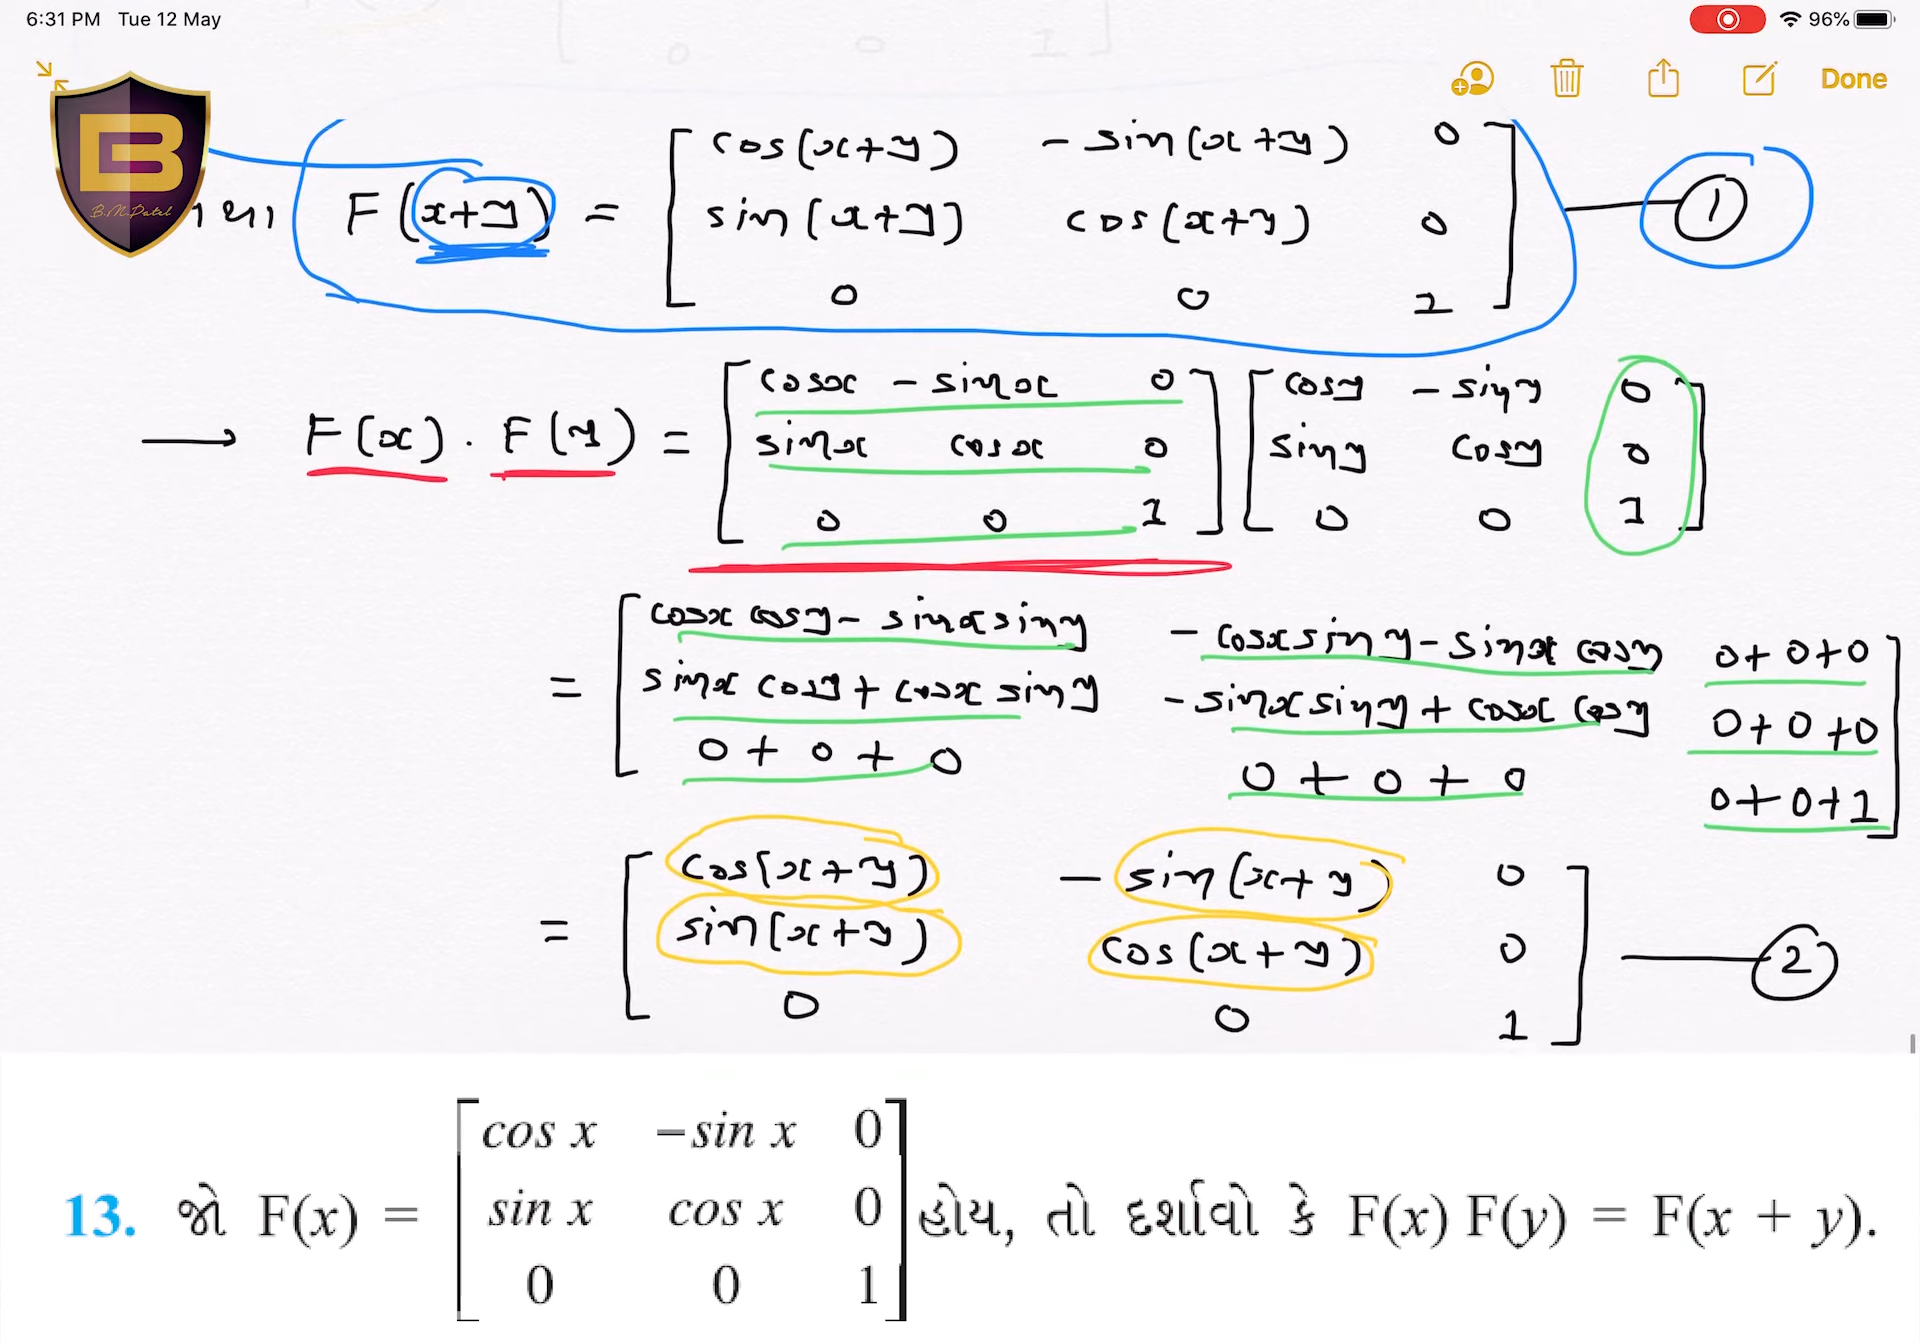 6:31 PM Tue 12 May 96%
Done
B
B.M.Patel
થા F(x+y) = [ cos(x+y) -sin(x+y) 0
sin(x+y) cos(x+y) 0
0 0 1 ] — ①
→ F(x) . F(y) = [ cosx -sinx 0
sinx cosx 0
0 0 1 ] [ cosy -siny 0
siny cosy 0
0 0 1 ]
= [ cosx cosy - sinx siny - cosx siny - sinx cosy 0+0+0
sinx cosy + cosx siny - sinx siny + cosx cosy 0+0+0
0+0+0 0+0+0 0+0+1 ]
= [ cos(x+y) - sin(x+y) 0
sin(x+y) cos(x+y) 0
0 0 1 ] — ②
13. જો F(x) = [ cos x −sin x 0
sin x cos x 0
0 0 1 ] હોય, તો દર્શાવો કે F(x) F(y) = F(x + y).